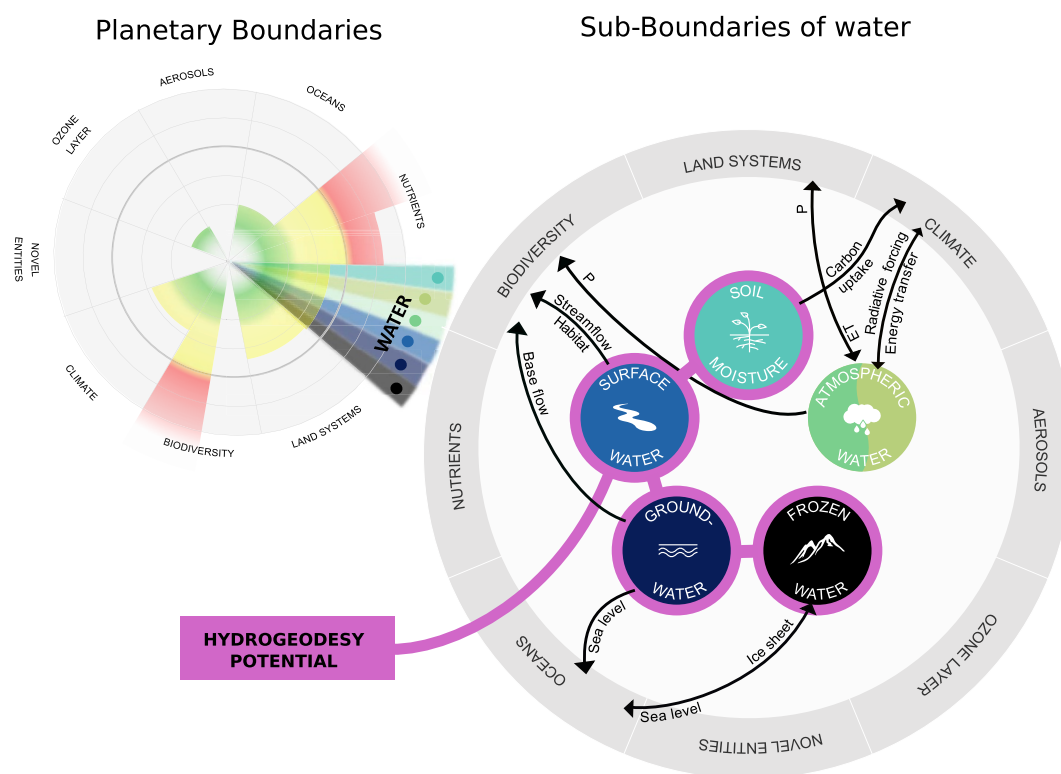 Planetary Boundaries
Sub-Boundaries of water
AEROSOLS
OCEANS
OZONE
LAYER
NUTRIENTS
NOVEL
ENTITIES
WATER
CLIMATE
BIODIVERSITY
LAND SYSTEMS
LAND SYSTEMS
BIODIVERSITY
CLIMATE
P
P
Carbon
uptake
Radiative forcing
Energy transfer
ET
Streamflow
Habitat
Base flow
SOIL
MOISTURE
SURFACE
WATER
ATMOSPHERIC
WATER
NUTRIENTS
AEROSOLS
GROUND-
WATER
FROZEN
WATER
Sea level
Ice sheet
Sea level
HYDROGEODESY
POTENTIAL
OCEANS
OZONE LAYER
NOVEL ENTITIES